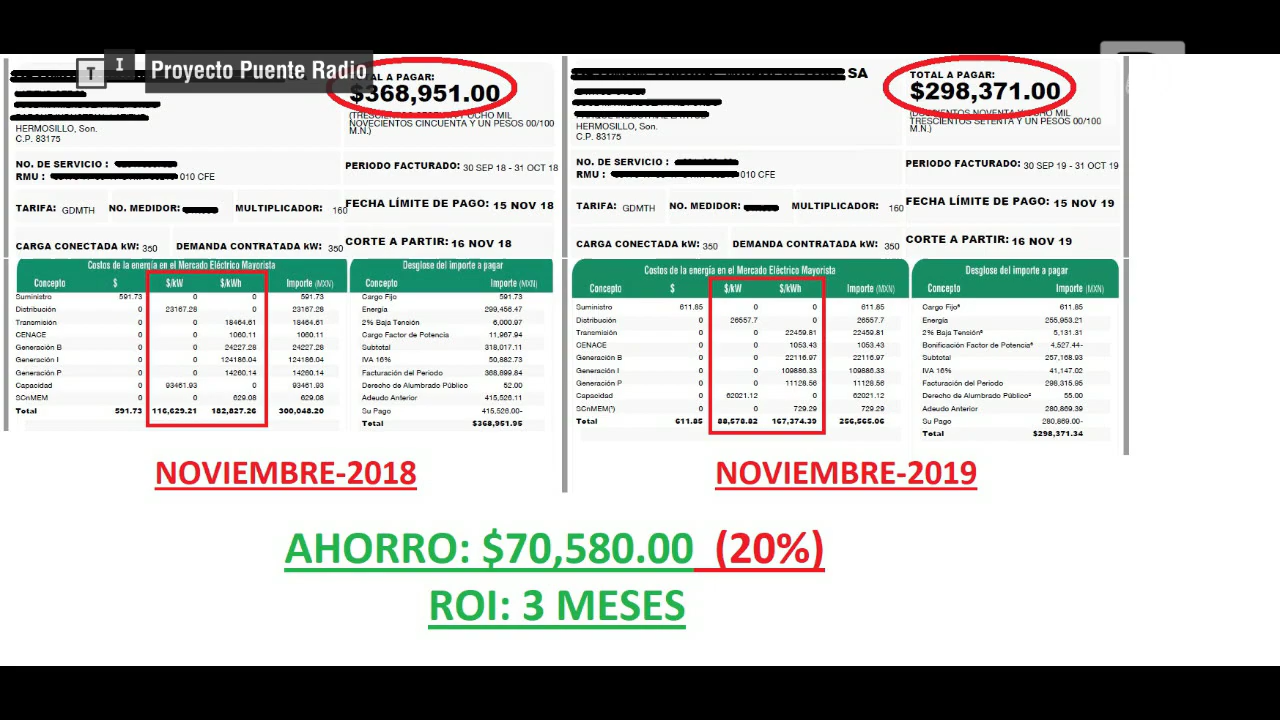 T I Proyecto Puente Radio
TOTAL A PAGAR:
$368,951.00
NOVECIENTOS CINCUENTA Y UN PESOS 00/100
M.N.)
HERMOSILLO, Son.
C.P. 83175
NO. DE SERVICIO :
RMU : 010 CFE
PERIODO FACTURADO: 30 SEP 18 - 31 OCT 18
TARIFA: GDMTH NO. MEDIDOR: MULTIPLICADOR: 160
FECHA LÍMITE DE PAGO: 15 NOV 18
CARGA CONECTADA kW: 350 DEMANDA CONTRATADA kW: 350
CORTE A PARTIR: 16 NOV 18
Costos de la energía en el Mercado Eléctrico Mayorista
Concepto $ $/kW $/kWh Importe (MXN)
Suministro 591.73 0 0 591.73
Distribución 0 23167.28 0 23167.28
Transmisión 0 0 18464.61 18464.61
CENACE 0 0 1060.11 1060.11
Generación B 0 0 24227.28 24227.28
Generación I 0 0 124186.04 124186.04
Generación P 0 0 14260.14 14260.14
Capacidad 0 93461.93 0 93461.93
SCnMEM 0 0 629.08 629.08
Total 591.73 116,629.21 182,827.26 300,048.20
Desglose del importe a pagar
Concepto Importe (MXN)
Cargo Fijo 591.73
Energía 299,456.47
2% Baja Tensión 6,000.97
Cargo Factor de Potencia 11,967.94
Subtotal 318,017.11
IVA 16% 50,882.73
Facturación del Periodo 368,899.84
Derecho de Alumbrado Público 52.00
Adeudo Anterior 415,526.11
Su Pago 415,526.00-
Total $368,951.95
NOVIEMBRE-2018
SA
TOTAL A PAGAR:
$298,371.00
TRESCIENTOS SETENTA Y UN PESOS 00/100
M.N.)
HERMOSILLO, Son.
C.P. 83175
NO. DE SERVICIO :
RMU : 010 CFE
PERIODO FACTURADO: 30 SEP 19 - 31 OCT 19
TARIFA: GDMTH NO. MEDIDOR: MULTIPLICADOR: 160
FECHA LÍMITE DE PAGO: 15 NOV 19
CARGA CONECTADA kW: 350 DEMANDA CONTRATADA kW: 350
CORTE A PARTIR: 16 NOV 19
Costos de la energía en el Mercado Eléctrico Mayorista
Concepto $ $/kW $/kWh Importe (MXN)
Suministro 611.85 0 0 611.85
Distribución 0 26557.7 0 26557.7
Transmisión 0 0 22459.81 22459.81
CENACE 0 0 1053.43 1053.43
Generación B 0 0 22116.97 22116.97
Generación I 0 0 109886.33 109886.33
Generación P 0 0 11128.56 11128.56
Capacidad 0 62021.12 0 62021.12
SCnMEM(¹) 0 0 729.29 729.29
Total 611.85 88,578.82 167,374.39 256,565.06
Desglose del importe a pagar
Concepto Importe (MXN)
Cargo Fijo 611.85
Energía 255,953.21
2% Baja Tensión 5,131.31
Bonificación Factor de Potencia 4,527.44-
Subtotal 257,168.93
IVA 16% 41,147.02
Facturación del Periodo 298,315.95
Derecho de Alumbrado Público 55.00
Adeudo Anterior 280,869.39
Su Pago 280,869.00-
Total $298,371.34
NOVIEMBRE-2019
AHORRO: $70,580.00 (20%)
ROI: 3 MESES